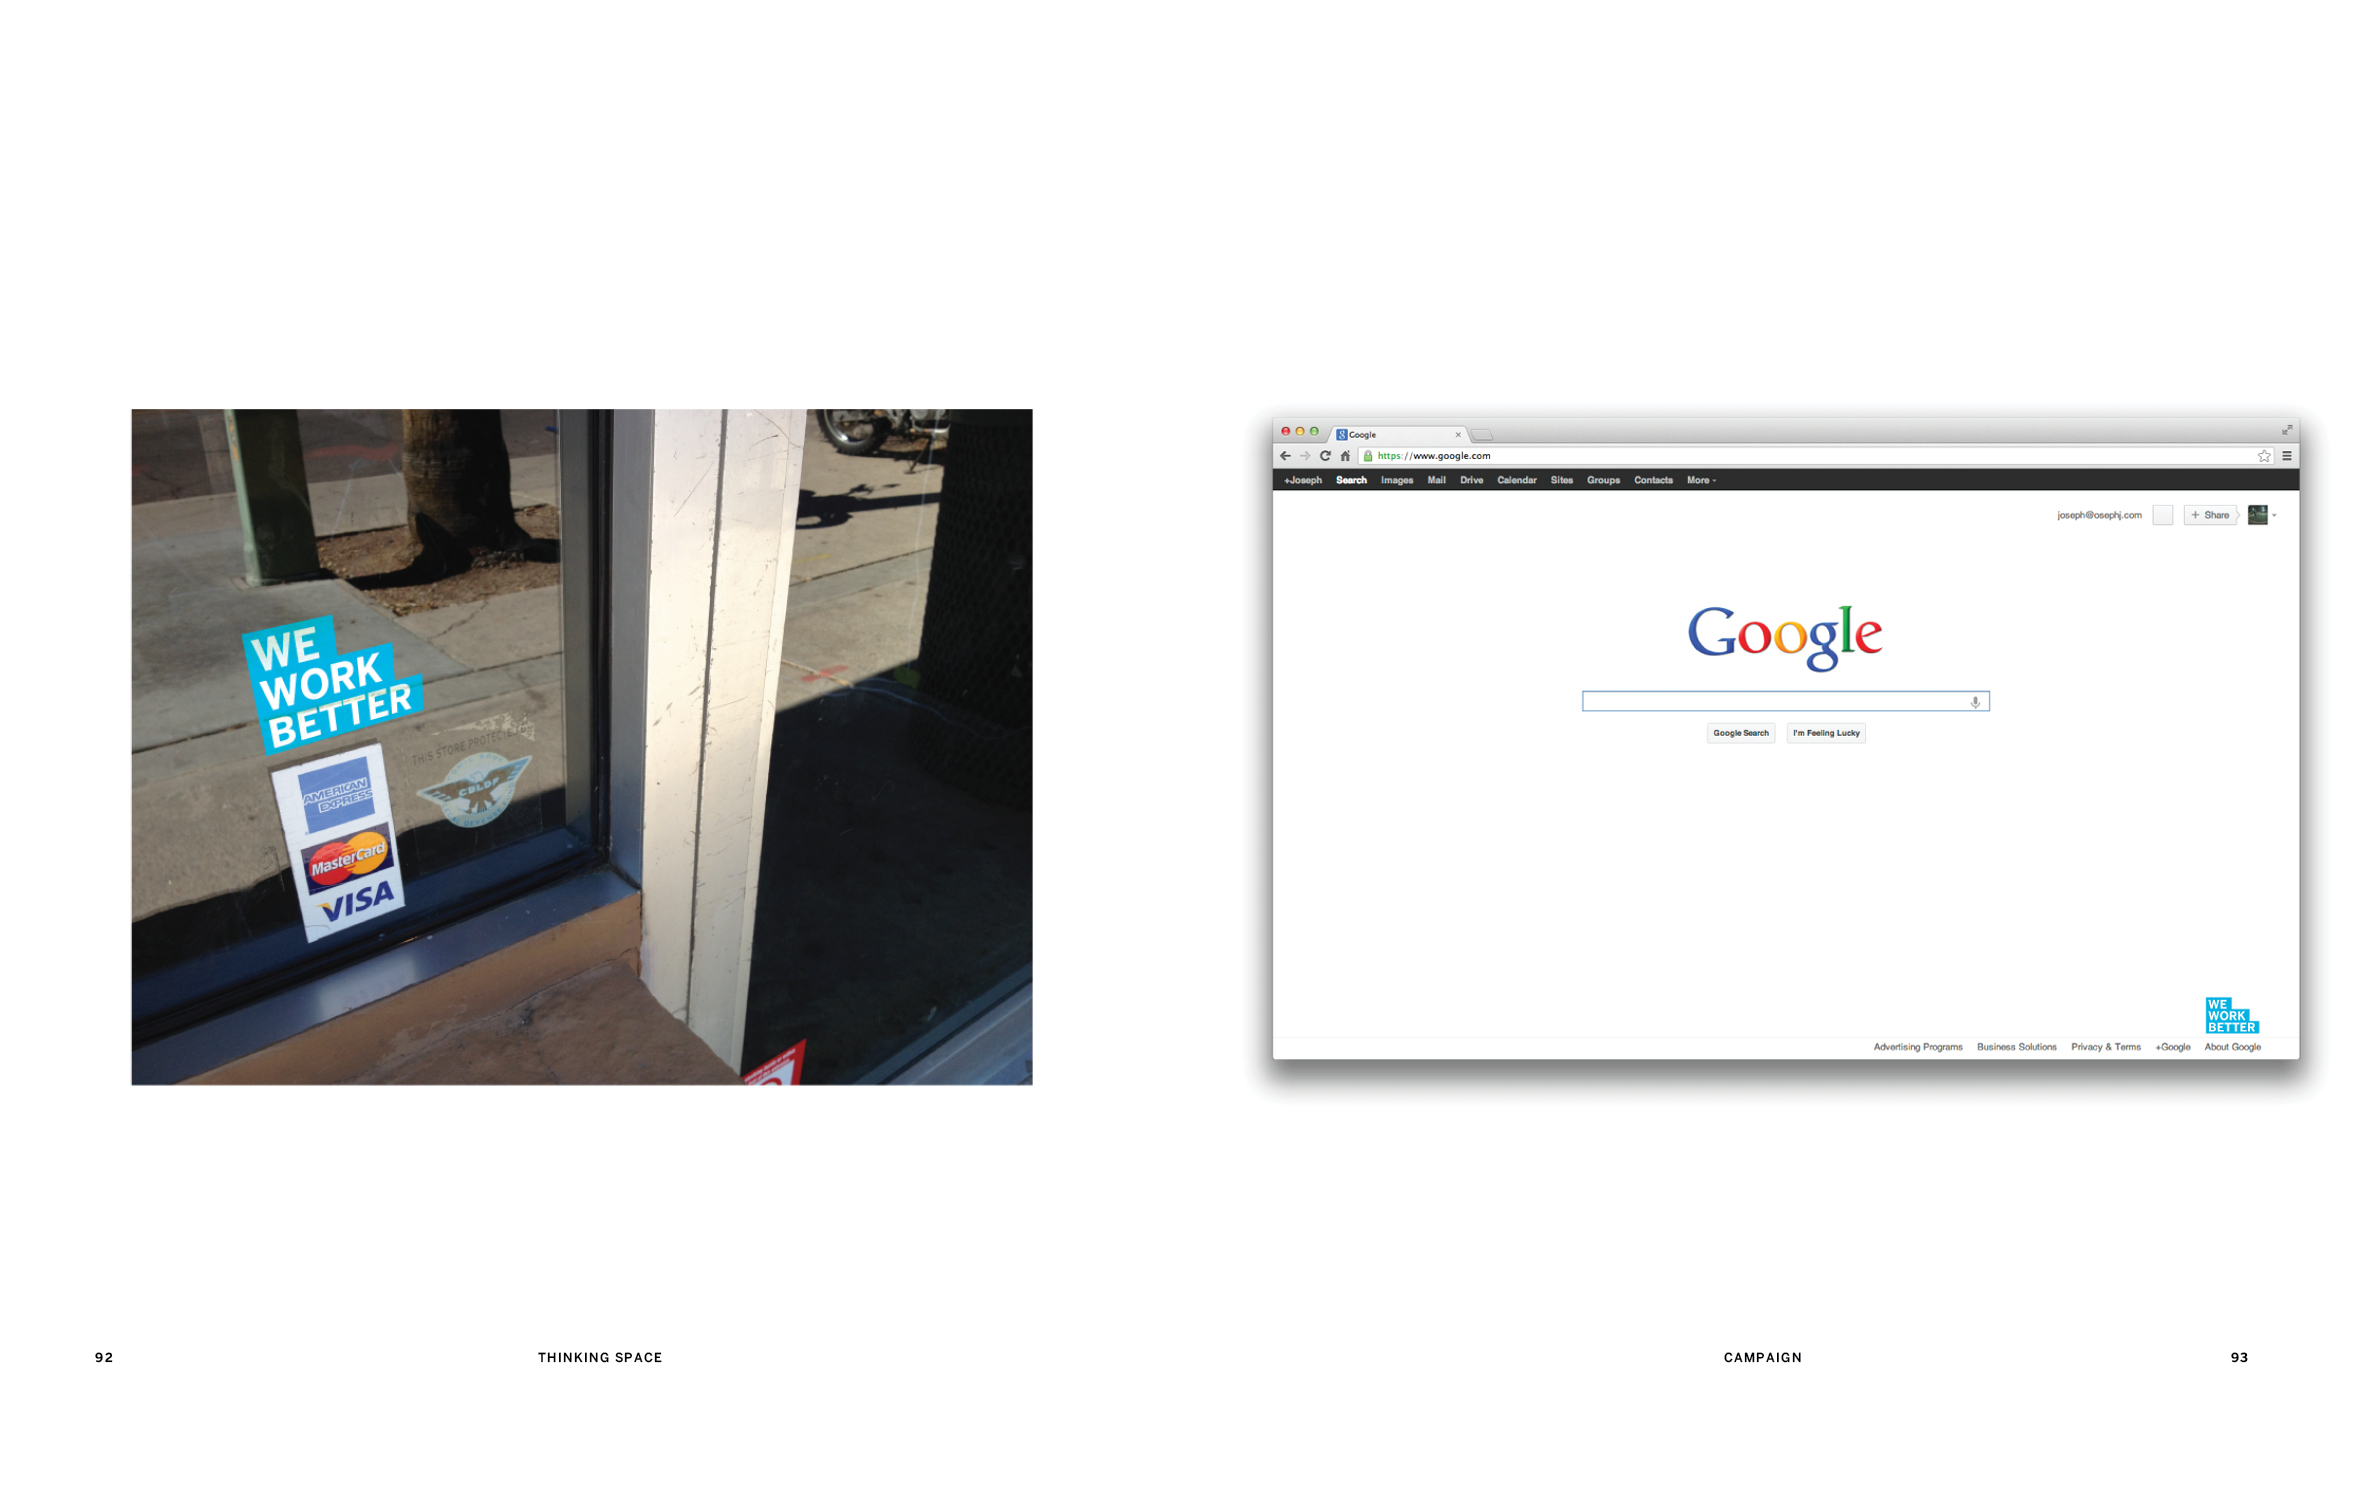 WE
WORK
BETTER
THIS STORE PROTECTED
CBLDF
AMERICAN
EXPRESS
MasterCard
VISA
Google
https://www.google.com
+Joseph Search Images Mail Drive Calendar Sites Groups Contacts More
joseph@osephj.com + Share
Google
Google Search I'm Feeling Lucky
WE
WORK
BETTER
Advertising Programs Business Solutions Privacy & Terms +Google About Google
92 THINKING SPACE CAMPAIGN 93